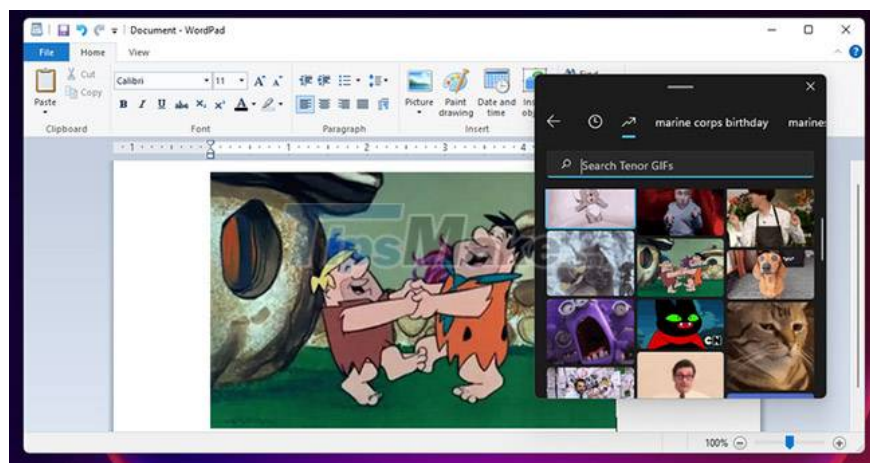 Document - WordPad
File Home View
Paste
Cut
Copy
Clipboard
Calibri 11
Font
Paragraph
Picture
Paint drawing
Date and time
Insert
marine corps birthday
Search Tenor GIFs
CN
100%